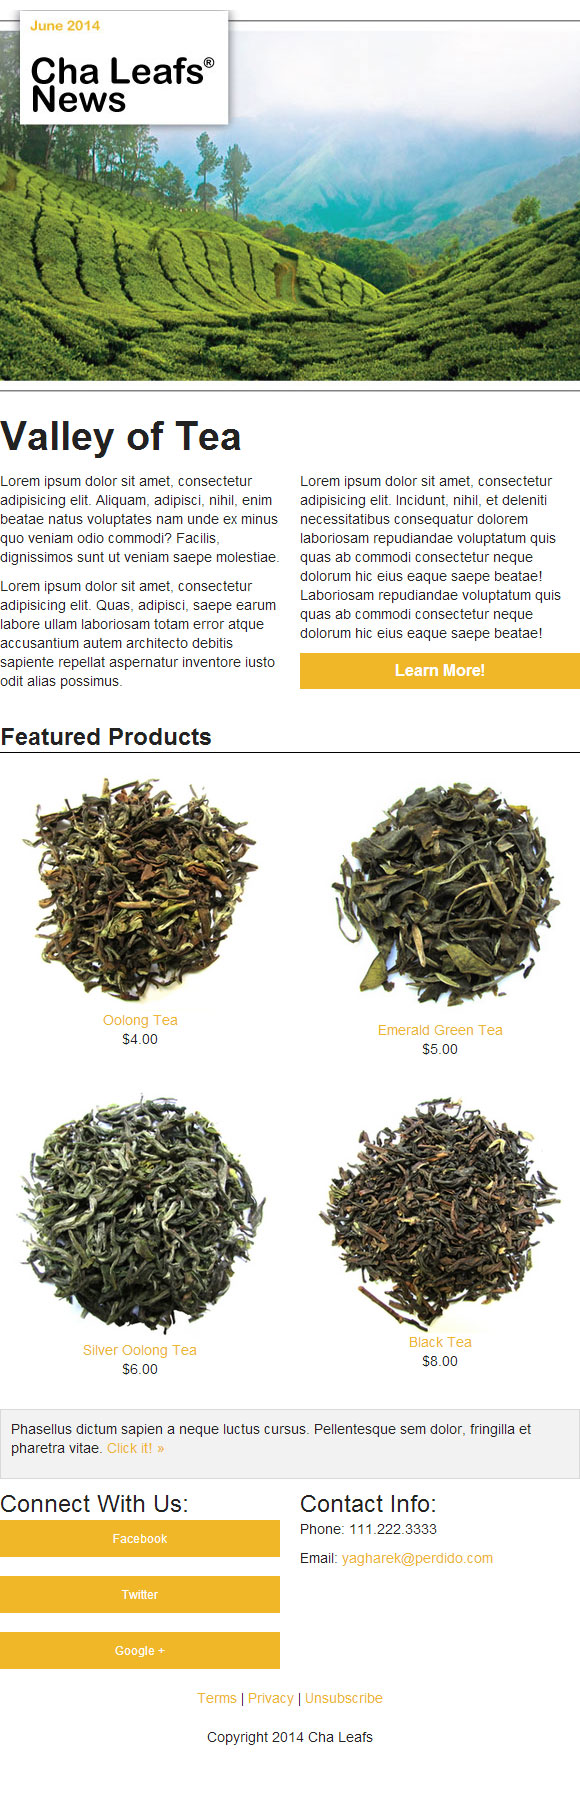 June 2014
Cha Leafs®
News
Valley of Tea
Lorem ipsum dolor sit amet, consectetur
adipisicing elit. Aliquam, adipisci, nihil, enim
beatae natus voluptates nam unde ex minus
quo veniam odio commodi? Facilis,
dignissimos sunt ut veniam saepe molestiae.
Lorem ipsum dolor sit amet, consectetur
adipisicing elit. Quas, adipisci, saepe earum
labore ullam laboriosam totam error atque
accusantium autem architecto debitis
sapiente repellat aspernatur inventore iusto
odit alias possimus.
Lorem ipsum dolor sit amet, consectetur
adipisicing elit. Incidunt, nihil, et deleniti
necessitatibus consequatur dolorem
laboriosam repudiandae voluptatum quis
quas ab commodi consectetur neque
dolorum hic eius eaque saepe beatae!
Laboriosam repudiandae voluptatum quis
quas ab commodi consectetur neque
dolorum hic eius eaque saepe beatae!
Learn More!
Featured Products
Oolong Tea
$4.00
Emerald Green Tea
$5.00
Silver Oolong Tea
$6.00
Black Tea
$8.00
Phasellus dictum sapien a neque luctus cursus. Pellentesque sem dolor, fringilla et
pharetra vitae. Click it! »
Connect With Us:
Facebook
Twitter
Google +
Contact Info:
Phone: 111.222.3333
Email: yagharek@perdido.com
Terms | Privacy | Unsubscribe
Copyright 2014 Cha Leafs